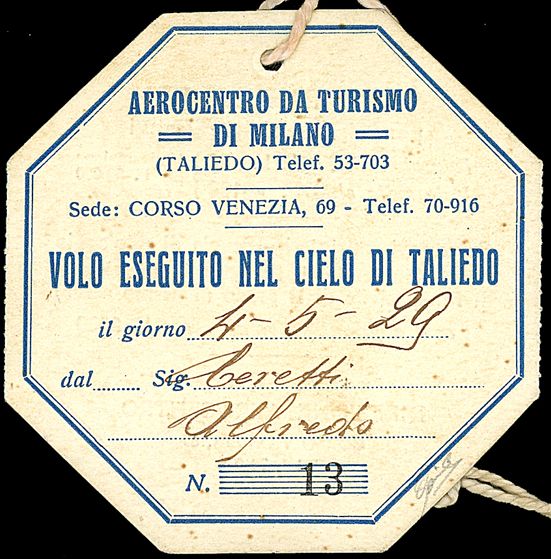 AEROCENTRO DA TURISMO
DI MILANO
(TALIEDO) Telef. 53-703
Sede: CORSO VENEZIA, 69 - Telef. 70-916
VOLO ESEGUITO NEL CIELO DI TALIEDO
il giorno 4-5-29
dal...... Sig. Ceretti
Alfredo
N. 13